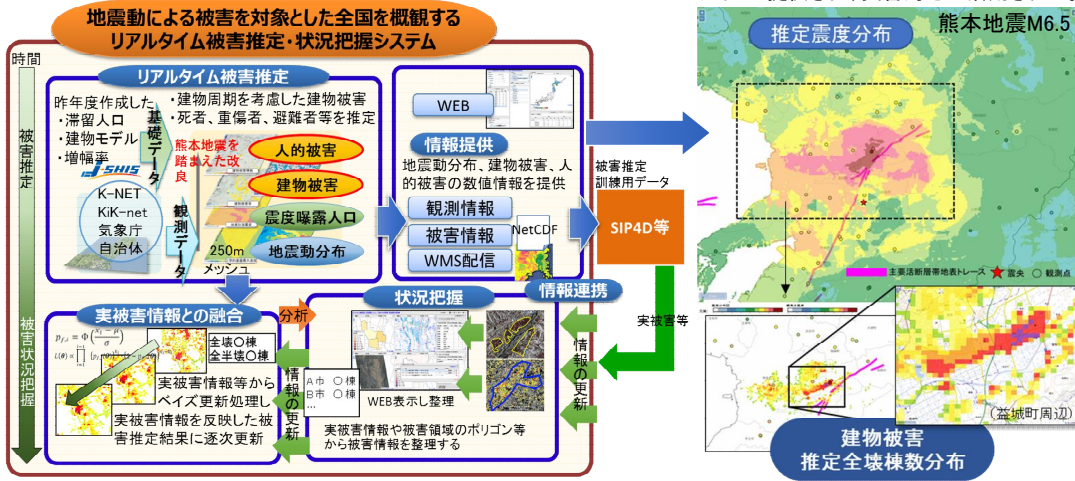 地震動による被害を対象とした全国を概観する
リアルタイム被害推定・状況把握システム
時間
被害推定
被害状況把握
リアルタイム被害推定
昨年度作成した
・滞留人口
・建物モデル
・増幅率
J-SHIS
K-NET
KiK-net
気象庁
自治体
基礎データ
観測データ
・建物周期を考慮した建物被害
・死者、重傷者、避難者等を推定
熊本地震を
踏まえた改
良
人的被害
建物被害
震度曝露人口
地震動分布
250m
メッシュ
WEB
情報提供
地震動分布、建物被害、人
的被害の数値情報を提供
観測情報
被害情報
WMS配信
NetCDF
被害推定
訓練用データ
SIP4D等
実被害等
実被害情報との融合
分析
全壊〇棟
全半壊〇棟
実被害情報等から
ベイズ更新処理し
実被害情報を反映した被
害推定結果に逐次更新
情報の更新
状況把握
情報連携
A市 〇棟
B市 〇棟
...
WEB表示し整理
実被害情報や被害領域のポリゴン等
から被害情報を整理する
情報の更新
推定震度分布
熊本地震M6.5
主要活断層帯地表トレース ★ 震央 〇 観測点
(益城町周辺)
建物被害
推定全壊棟数分布